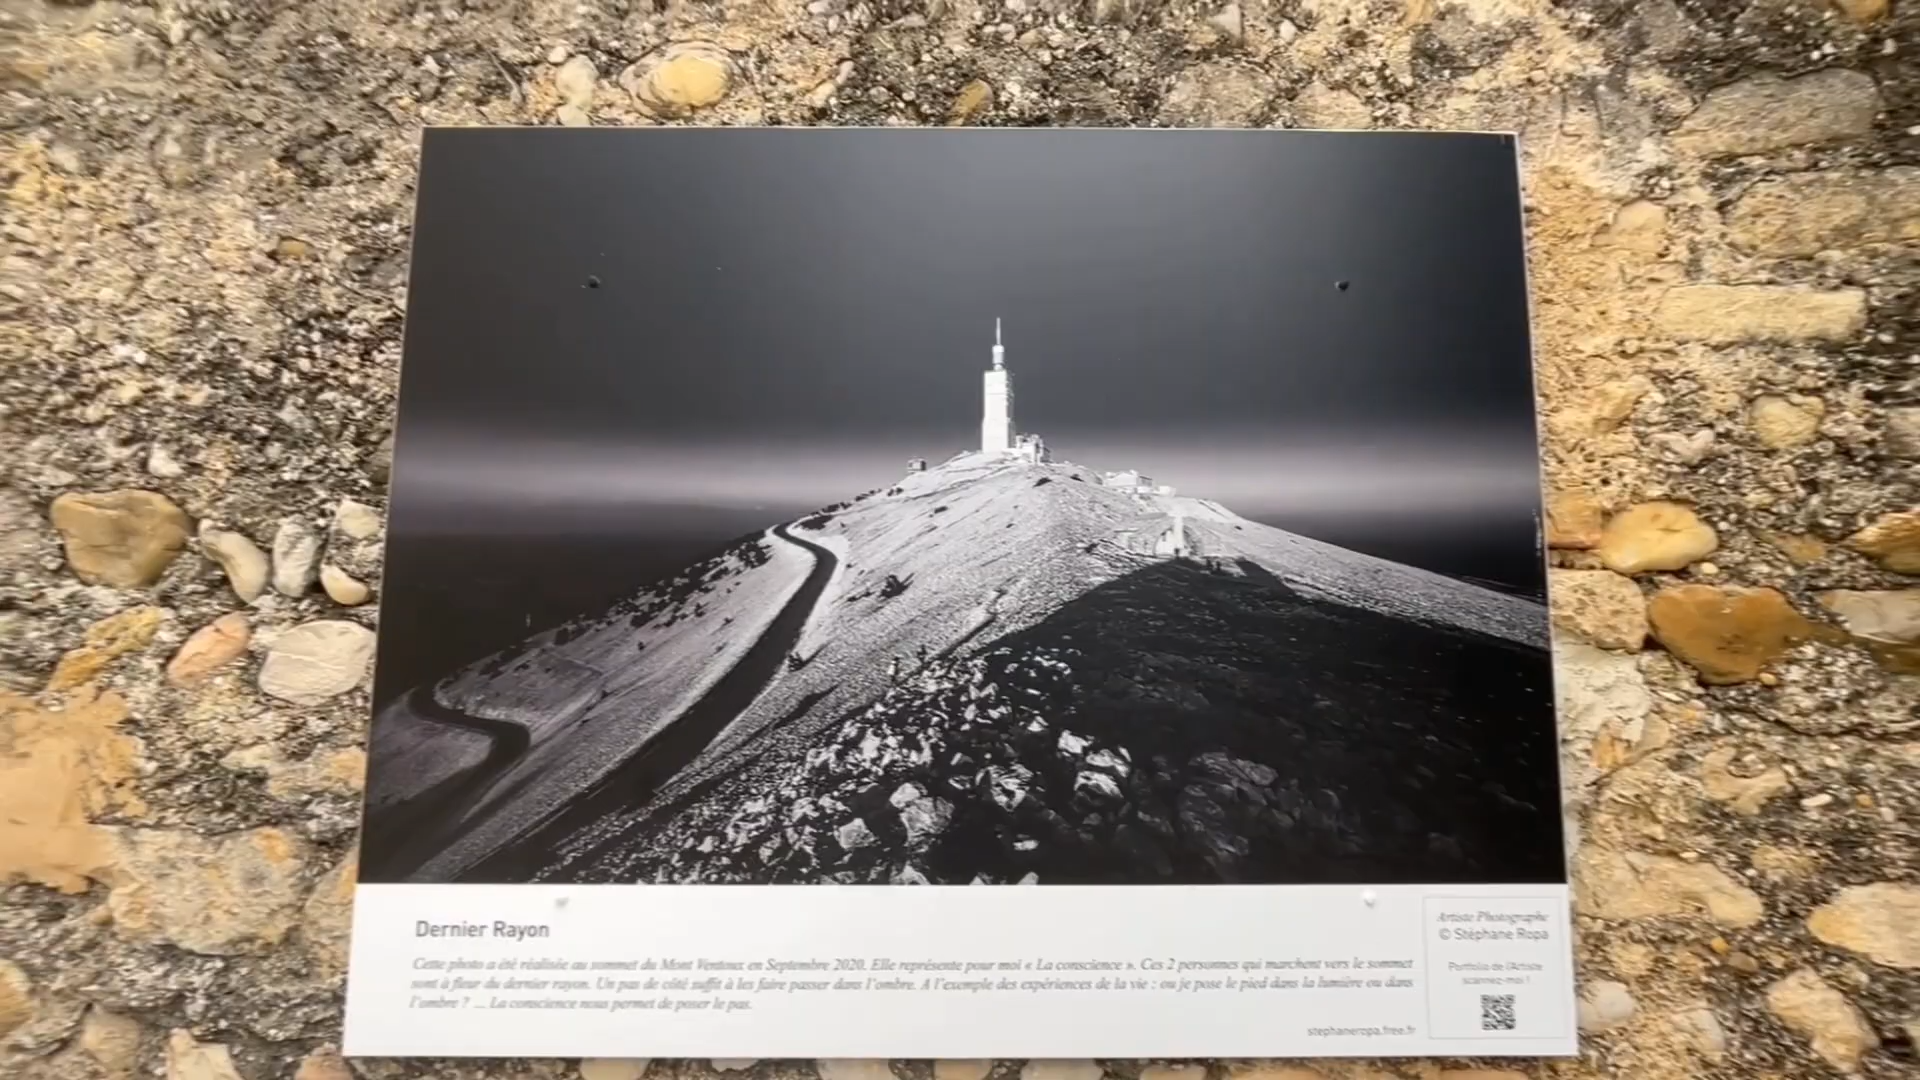 Dernier Rayon
Cette photo a été réalisée au sommet du Mont Ventoux en Septembre 2020. Elle représente pour moi « La conscience ». Ces 2 personnes qui marchent vers le sommet
sont à fleur du dernier rayon. Un pas de côté suffit à les faire passer dans l'ombre. A l'exemple des expériences de la vie : ou je pose le pied dans la lumière ou dans
l'ombre ? ... La conscience nous permet de poser le pas.
stephaneropa.free.fr
Artiste Photographe
© Stéphane Ropa
Portfolio de l'Artiste
scannez-moi !